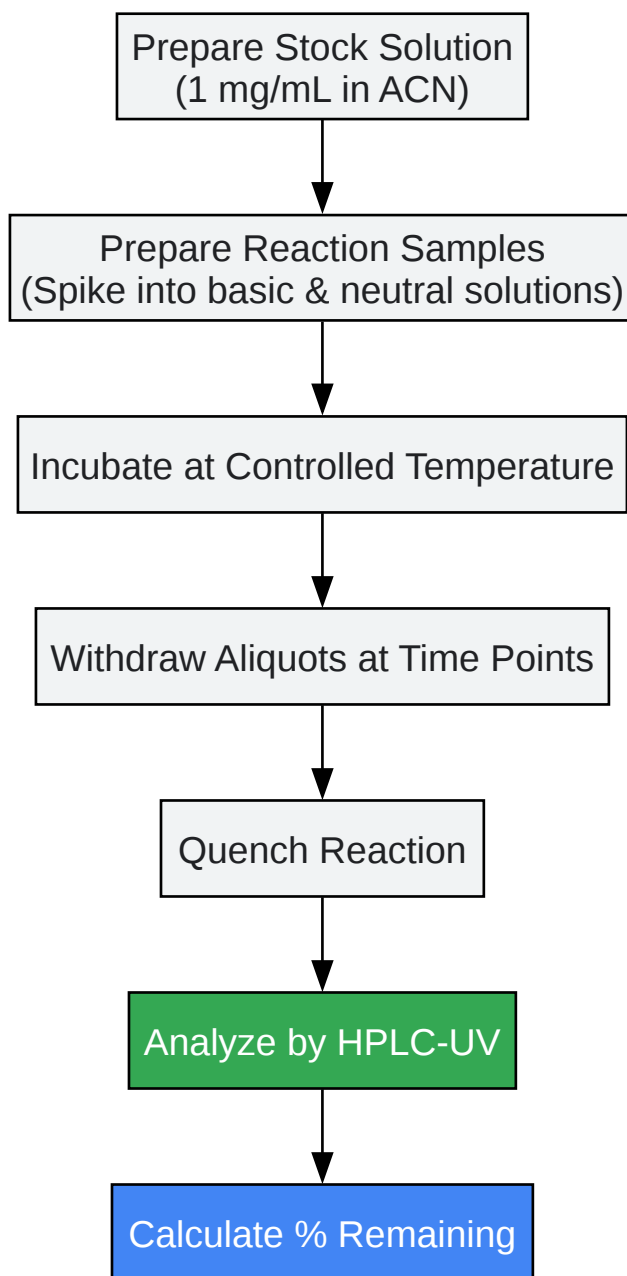 Prepare Stock Solution
(1 mg/mL in ACN)
Prepare Reaction Samples
(Spike into basic & neutral solutions)
Incubate at Controlled Temperature
Withdraw Aliquots at Time Points
Quench Reaction
Analyze by HPLC-UV
Calculate % Remaining